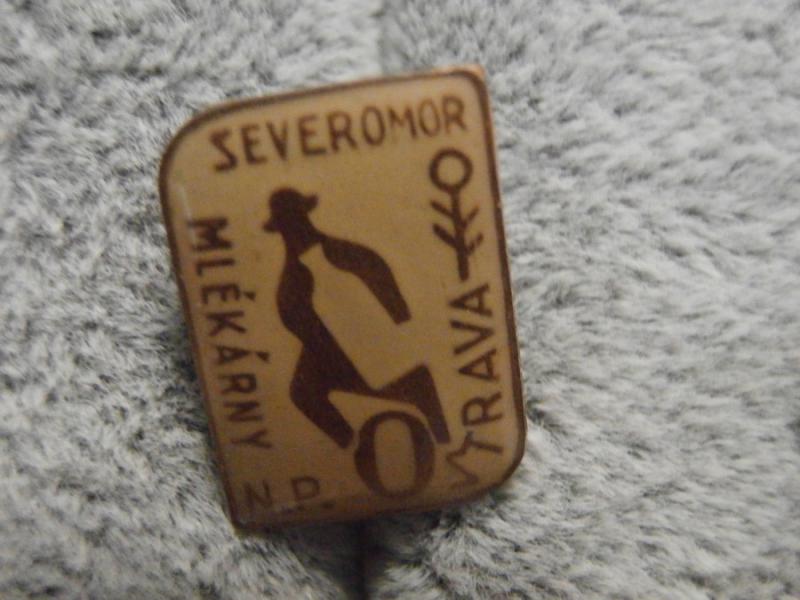 SEVEROMOR
MLÉKÁRNY
N.P.
OSTRAVA